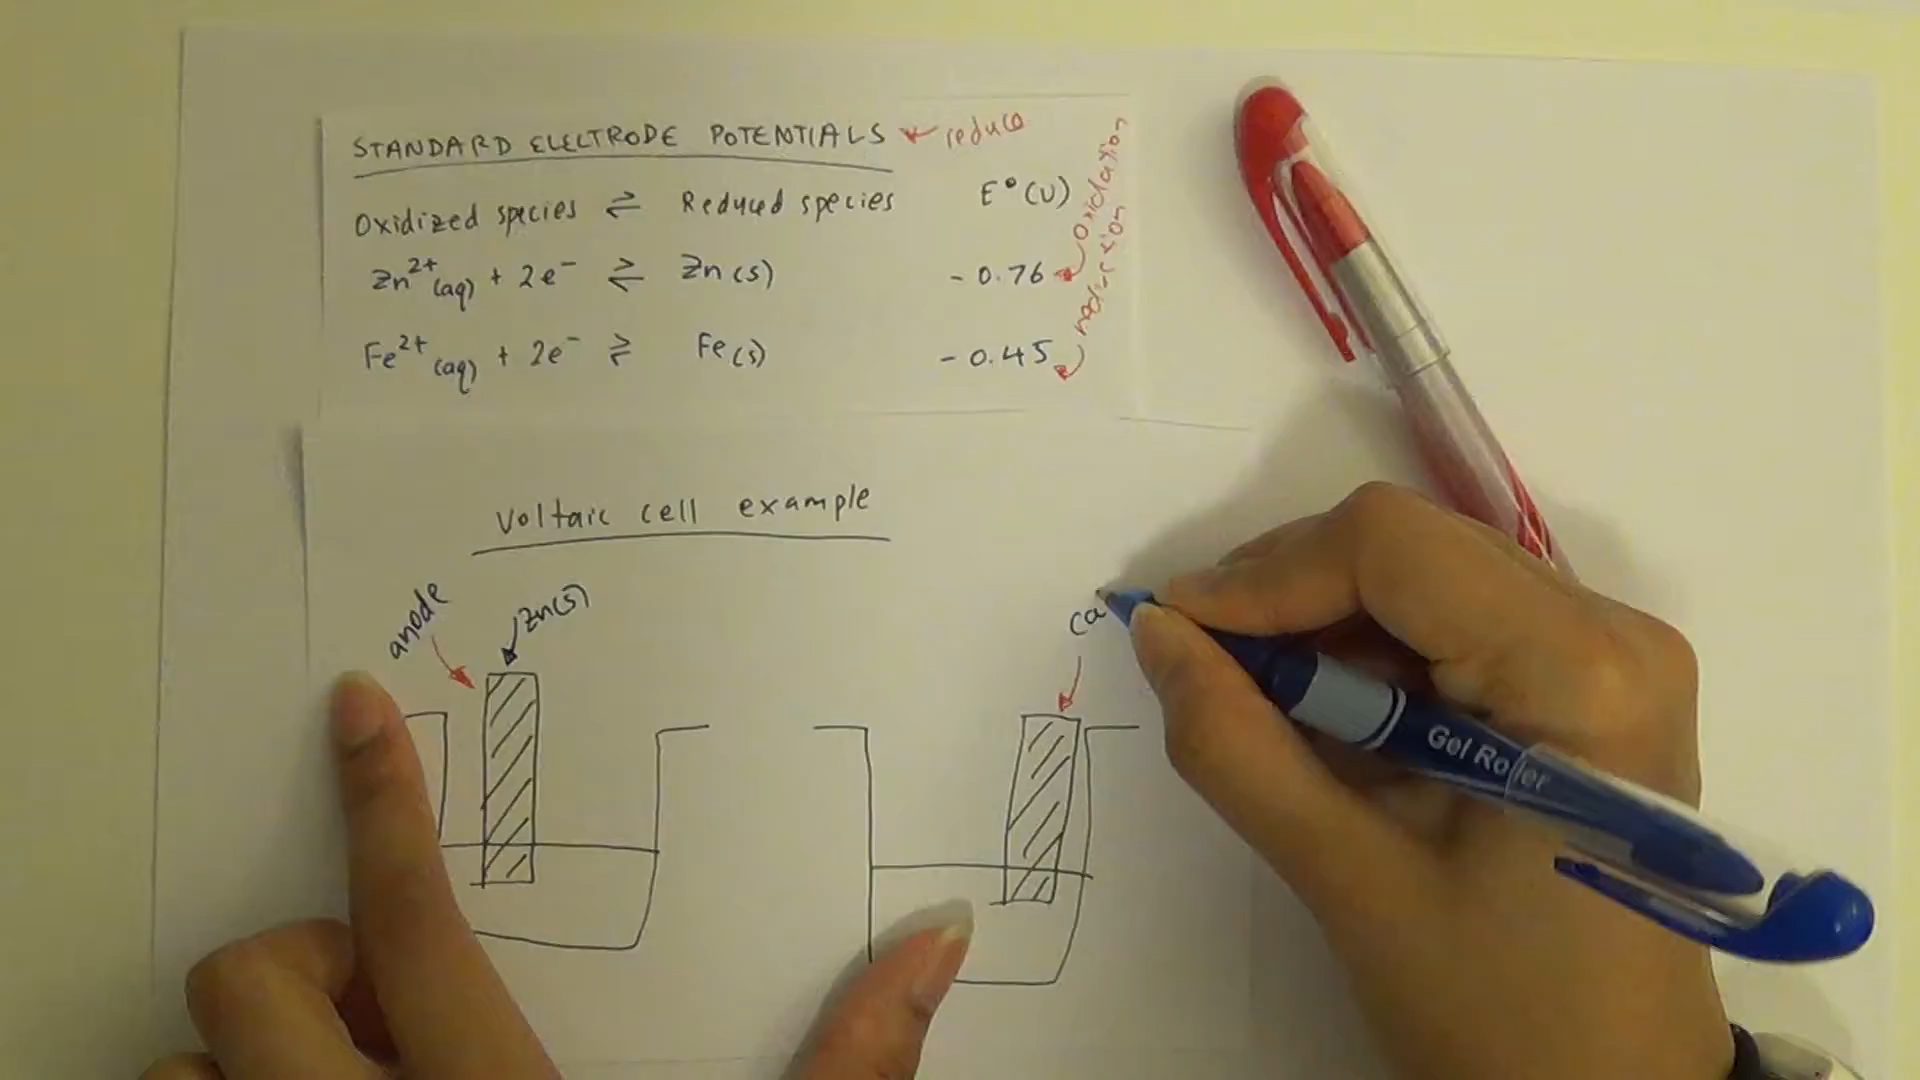 STANDARD ELECTRODE POTENTIALS reduce
Oxidized species ⇌ Reduced species E°(V)
Zn²⁺(aq) + 2e⁻ ⇌ Zn(s) - 0.76
Fe²⁺(aq) + 2e⁻ ⇌ Fe(s) - 0.45
oxidation
reduction
Voltaic cell example
anode
Zn(s)
ca
Gel Roller